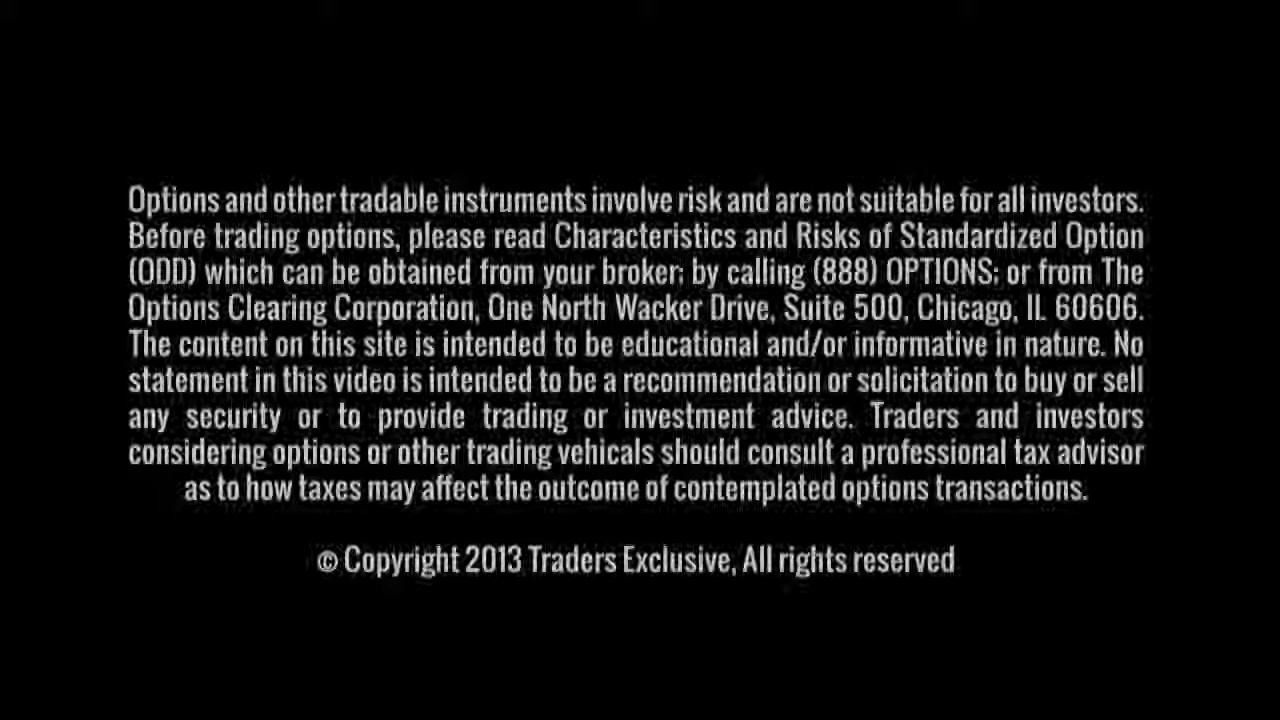 Options and other tradable instruments involve risk and are not suitable for all investors.
Before trading options, please read Characteristics and Risks of Standardized Option
(ODD) which can be obtained from your broker; by calling (888) OPTIONS; or from The
Options Clearing Corporation, One North Wacker Drive, Suite 500, Chicago, IL 60606.
The content on this site is intended to be educational and/or informative in nature. No
statement in this video is intended to be a recommendation or solicitation to buy or sell
any security or to provide trading or investment advice. Traders and investors
considering options or other trading vehicals should consult a professional tax advisor
as to how taxes may affect the outcome of contemplated options transactions.
© Copyright 2013 Traders Exclusive, All rights reserved